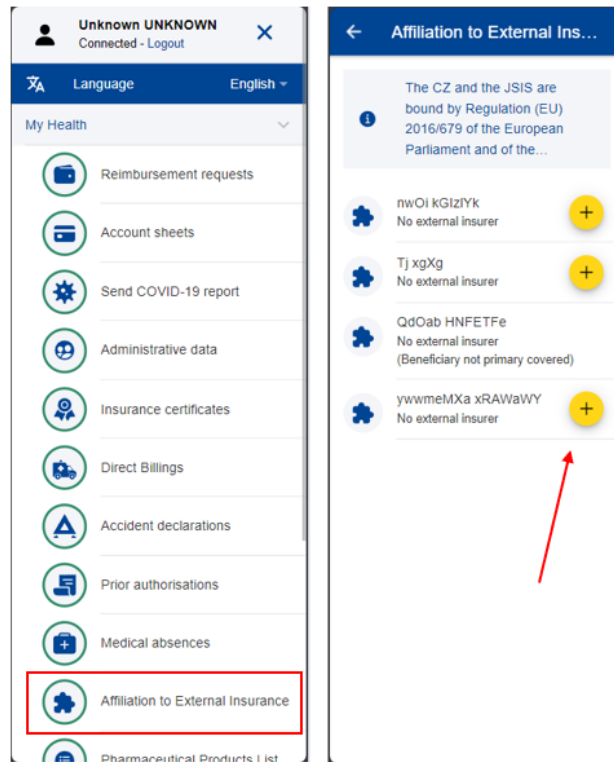 Unknown UNKNOWN
Connected - Logout
Language
English
My Health
Reimbursement requests
Account sheets
Send COVID-19 report
Administrative data
Insurance certificates
Direct Billings
Accident declarations
Prior authorisations
Medical absences
Affiliation to External Insurance
Pharmaceutical Products List
Affiliation to External Ins…
The CZ and the JSIS are
bound by Regulation (EU)
2016/679 of the European
Parliament and of the…
nwOi kGIzIYk
No external insurer
Tj xgXg
No external insurer
QdOab HNFETFe
No external insurer
(Beneficiary not primary covered)
ywwmeMXa xRAWaWY
No external insurer